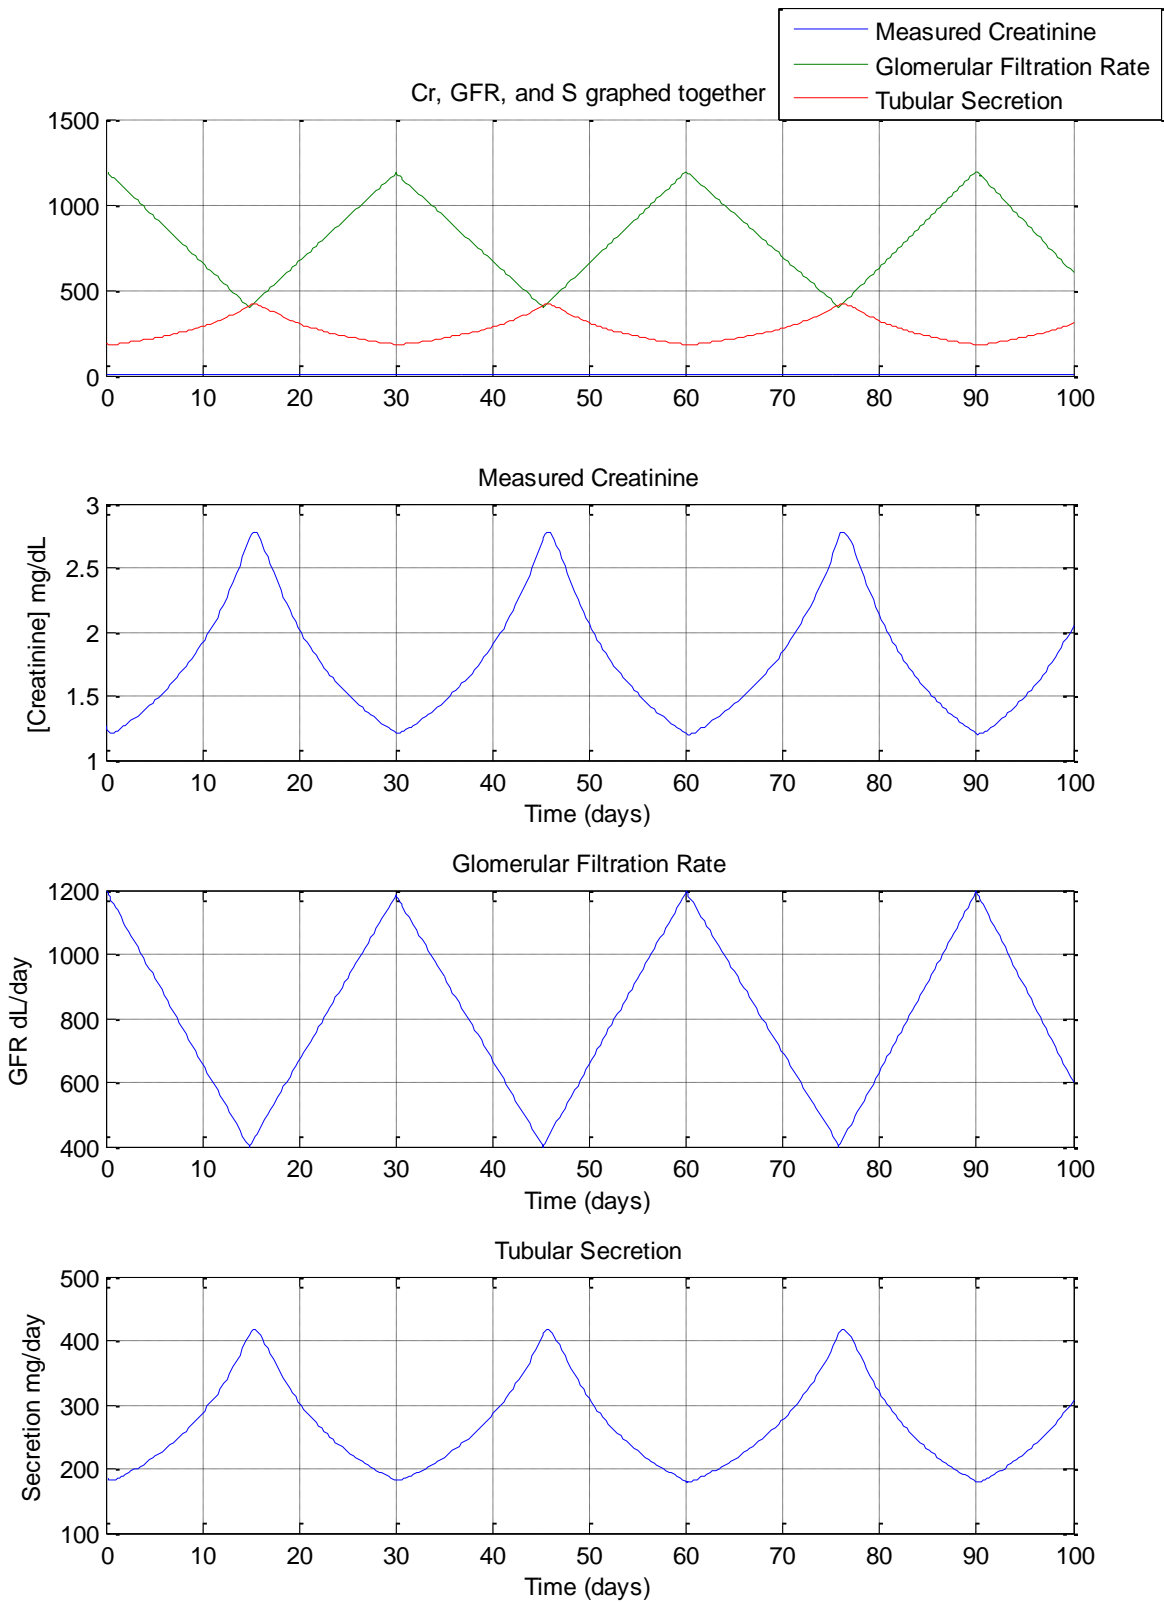 Measured Creatinine
Glomerular Filtration Rate
Tubular Secretion
Cr, GFR, and S graphed together
1500
1000
500
0
0 10 20 30 40 50 60 70 80 90 100
Measured Creatinine
[Creatinine] mg/dL
3
2.5
2
1.5
1
0 10 20 30 40 50 60 70 80 90 100
Time (days)
Glomerular Filtration Rate
GFR dL/day
1200
1000
800
600
400
0 10 20 30 40 50 60 70 80 90 100
Time (days)
Tubular Secretion
Secretion mg/day
500
400
300
200
100
0 10 20 30 40 50 60 70 80 90 100
Time (days)